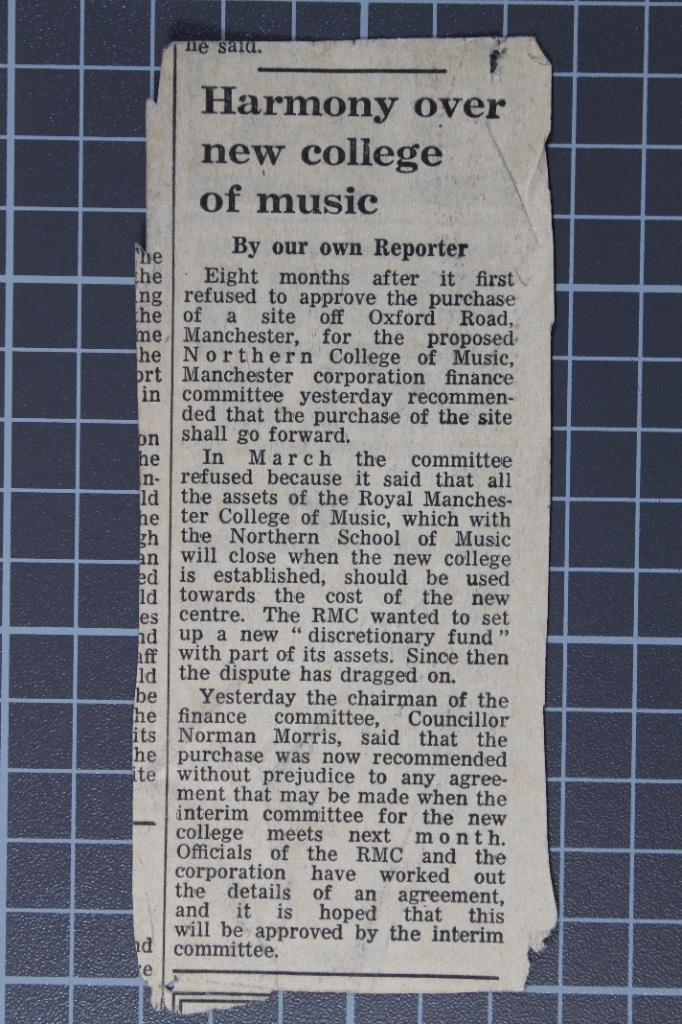 he said.
Harmony over
new college
of music
By our own Reporter
Eight months after it first
refused to approve the purchase
of a site off Oxford Road,
Manchester, for the proposed
Northern College of Music,
Manchester corporation finance
committee yesterday recommen-
ded that the purchase of the site
shall go forward.
In March the committee
refused because it said that all
the assets of the Royal Manches-
ter College of Music, which with
the Northern School of Music
will close when the new college
is established, should be used
towards the cost of the new
centre. The RMC wanted to set
up a new “ discretionary fund ”
with part of its assets. Since then
the dispute has dragged on.
Yesterday the chairman of the
finance committee, Councillor
Norman Morris, said that the
purchase was now recommended
without prejudice to any agree-
ment that may be made when the
interim committee for the new
college meets next month.
Officials of the RMC and the
corporation have worked out
the details of an agreement,
and it is hoped that this
will be approved by the interim
committee.